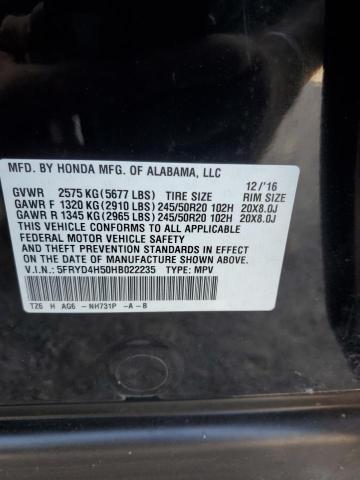 MFD. BY HONDA MFG. OF ALABAMA, LLC 12/'16
GVWR 2575 KG (5677 LBS) TIRE SIZE RIM SIZE
GAWR F 1320 KG (2910 LBS) 245/50R20 102H 20X8.0J
GAWR R 1345 KG (2965 LBS) 245/50R20 102H 20X8.0J
THIS VEHICLE CONFORMS TO ALL APPLICABLE
FEDERAL MOTOR VEHICLE SAFETY STANDARDS IN
EFFECT ON THE DATE OF MANUFACTURE SHOWN ABOVE.
V.I.N.: 5FRYD4H50HB022235 TYPE: MPV
TZ6 H AG6 - NH731P -A-B